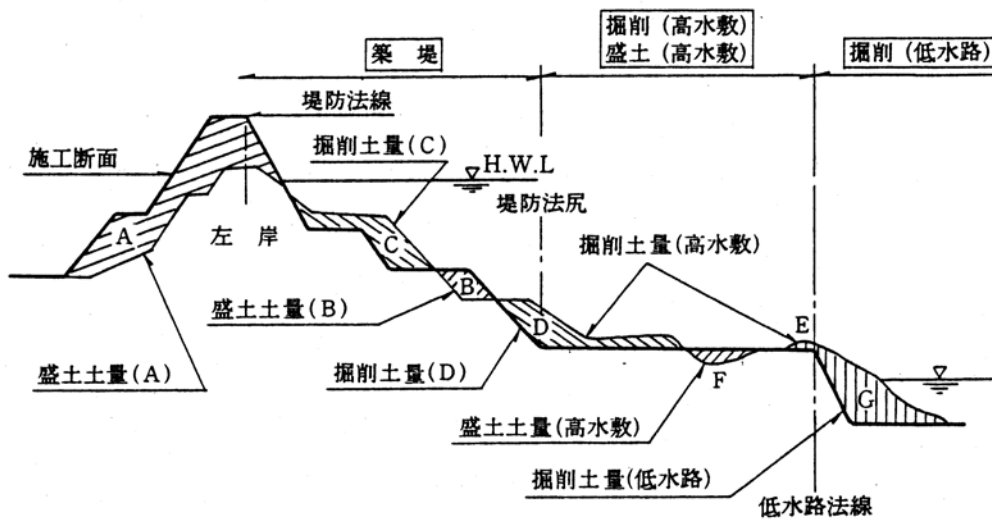 築 堤
掘削 (高水敷)
盛土 (高水敷)
掘削 (低水路)
堤防法線
掘削土量(C)
施工断面
H.W.L
堤防法尻
A
左 岸
C
掘削土量(高水敷)
B
盛土土量(B)
D
E
盛土土量(A)
掘削土量(D)
F
G
盛土土量(高水敷)
掘削土量(低水路)
低水路法線